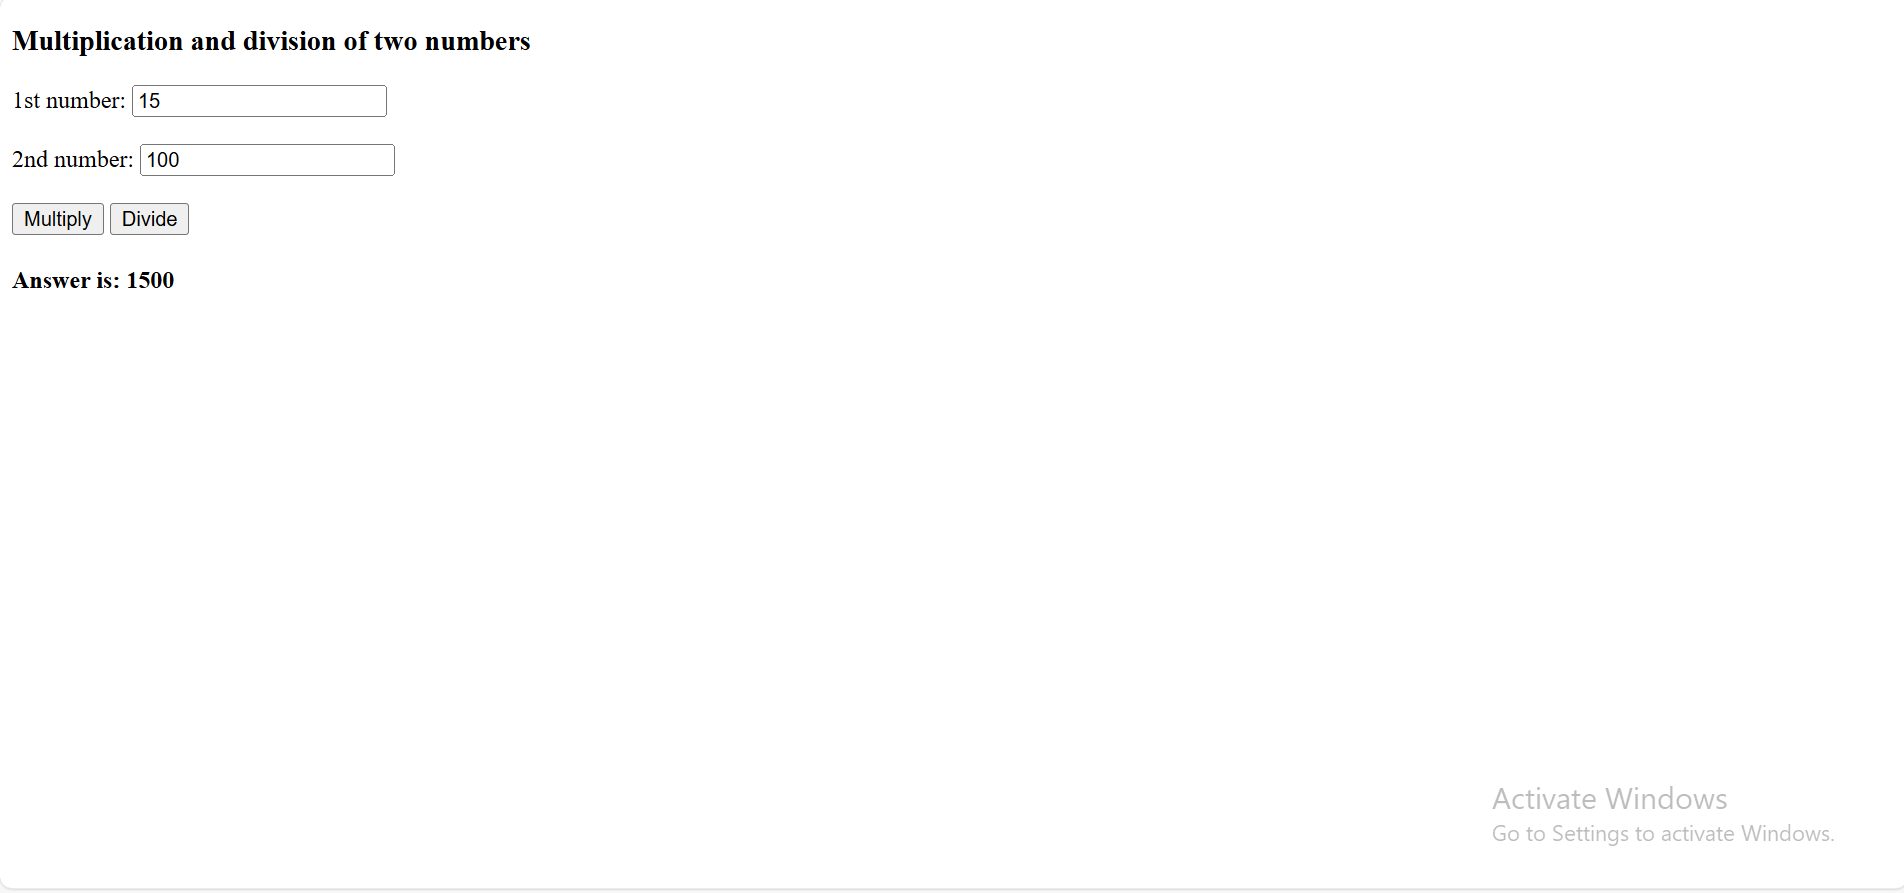 Multiplication and division of two numbers
1st number: 15
2nd number: 100
Multiply Divide
Answer is: 1500
Activate Windows
Go to Settings to activate Windows.